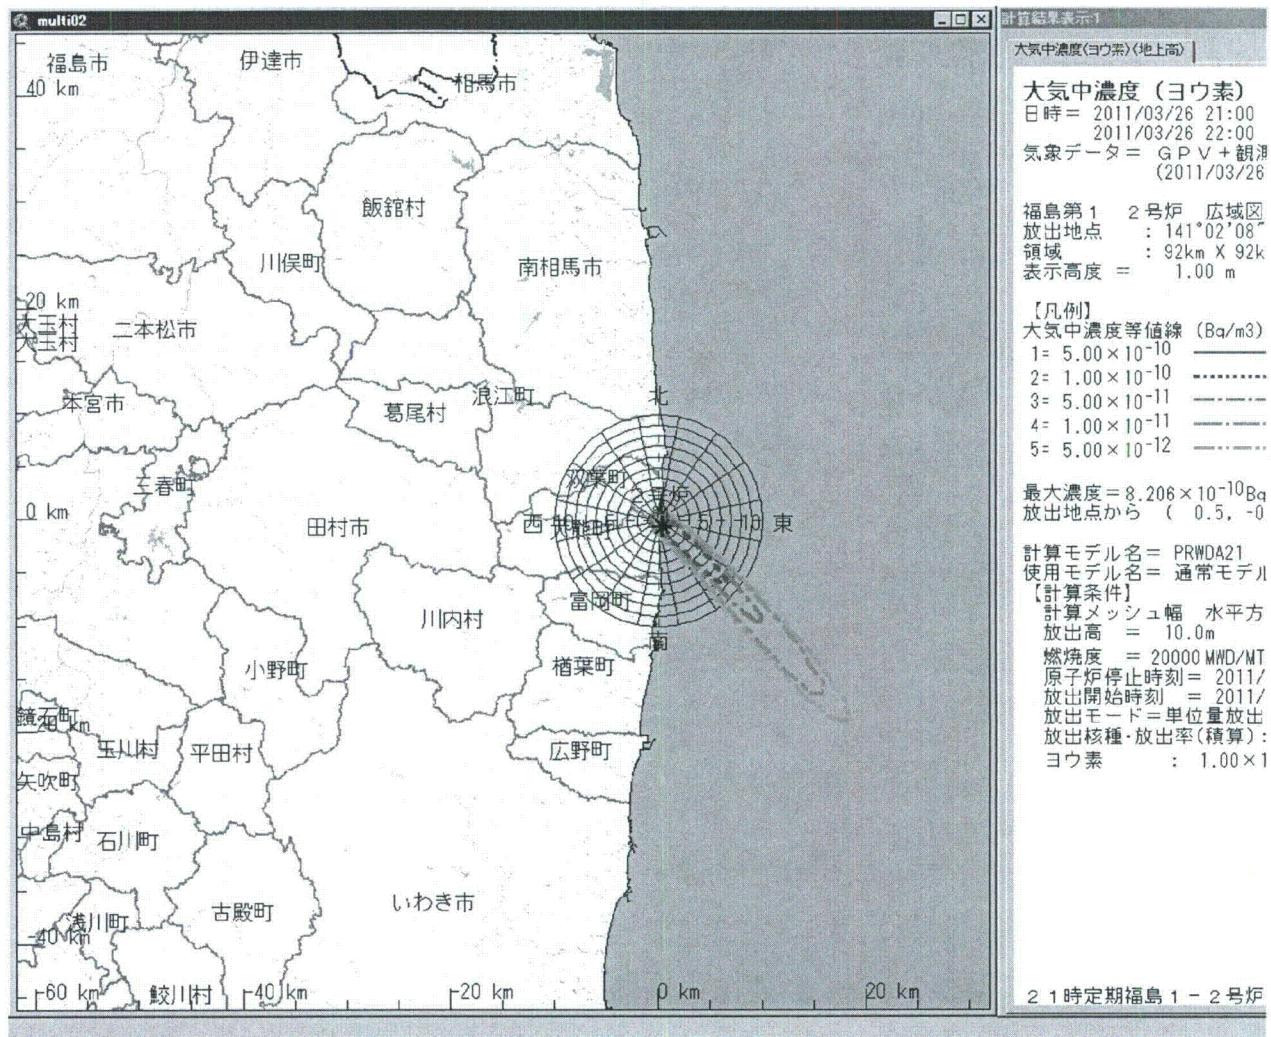 multi02
福島市
伊達市
相馬市
40 km
飯舘村
川俣町
南相馬市
20 km
大玉村
大玉村
二本松市
本宮市
浪江町
北
葛尾村
双葉町
三春町
2号炉
0 km
田村市
西
大熊町
5
10
東
富岡町
川内村
南
小野町
楢葉町
鏡石町
-20 km
玉川村
平田村
広野町
矢吹町
中島村
石川町
古殿町
いわき市
浅川町
-40 km
鮫川村
-60 km
-40 km
-20 km
0 km
20 km
計算結果表示:1
大気中濃度(ヨウ素)(地上高)
大気中濃度(ヨウ素)
日時= 2011/03/26 21:00
2011/03/26 22:00
気象データ= GPV+観測
(2011/03/26
福島第1 2号炉 広域図
放出地点 : 141°02'08"
領域 : 92km X 92k
表示高度 = 1.00 m
【凡例】
大気中濃度等値線 (Bq/m3)
1= 5.00×10-10
2= 1.00×10-10
3= 5.00×10-11
4= 1.00×10-11
5= 5.00×10-12
最大濃度=8.206×10-10Bq
放出地点から ( 0.5, -0
計算モデル名= PRWDA21
使用モデル名= 通常モデル
【計算条件】
計算メッシュ幅 水平方
放出高 = 10.0m
燃焼度 = 20000MWD/MT
原子炉停止時刻= 2011/
放出開始時刻 = 2011/
放出モード=単位量放出
放出核種・放出率(積算):
ヨウ素 : 1.00×1
21時定期福島1-2号炉